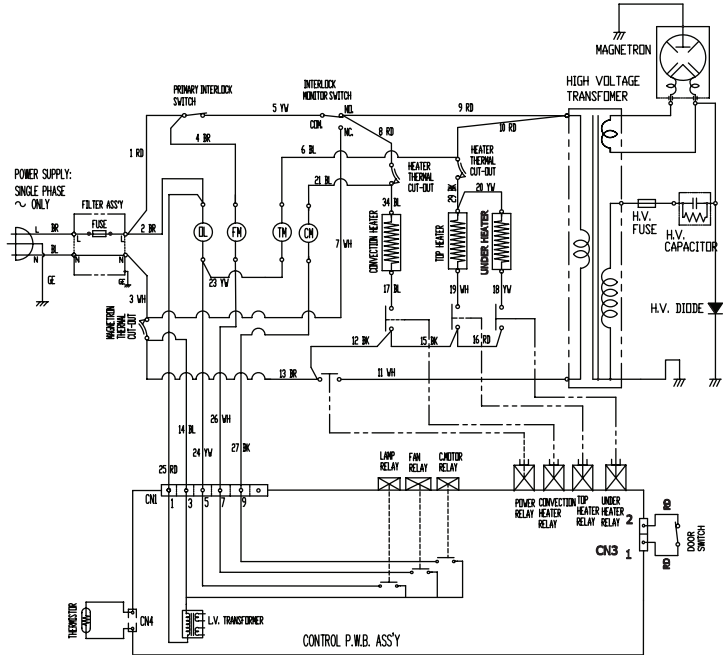 MAGNETRON
HIGH VOLTAGE
TRANSFOMER
PRIMARY INTERLOCK
SWITCH
INTERLOCK
MONITOR SWITCH
5 YW
NO.
COM.
NC.
9 RD
10 RD
4 BR
8 RD
1 RD
6 BL
HEATER
THERMAL
CUT-OUT
HEATER
THERMAL
CUT-OUT
POWER SUPPLY:
SINGLE PHASE
~ ONLY
FILTER ASS'Y
FUSE
21 BL
34 BL
20 YW
L
BR
L
L
2 BR
OL
FM
TM
CM
7 WH
CONVECTION HEATER
TOP HEATER
UNDER HEATER
H.V.
FUSE
H.V.
CAPACITOR
N
BL
N
N
GE
GE
23 YW
3 WH
17 BL
19 WH
18 YW
H.V. DIODE
MAGNETRON
THERMAL
CUT-OUT
12 BK
15 BK
16 RD
13 BR
11 WH
14 BL
26 WH
24 YW
27 BK
25 RD
LAMP
RELAY
FAN
RELAY
C.MOTOR
RELAY
CN1
1
3
5
7
9
POWER
RELAY
CONVECTION
HEATER
RELAY
TOP
HEATER
RELAY
UNDER
HEATER
RELAY
2
CN3
1
RD
RD
DOOR
SWITCH
THERMISTOR
CN4
L.V. TRANSFORMER
CONTROL P.W.B. ASS'Y